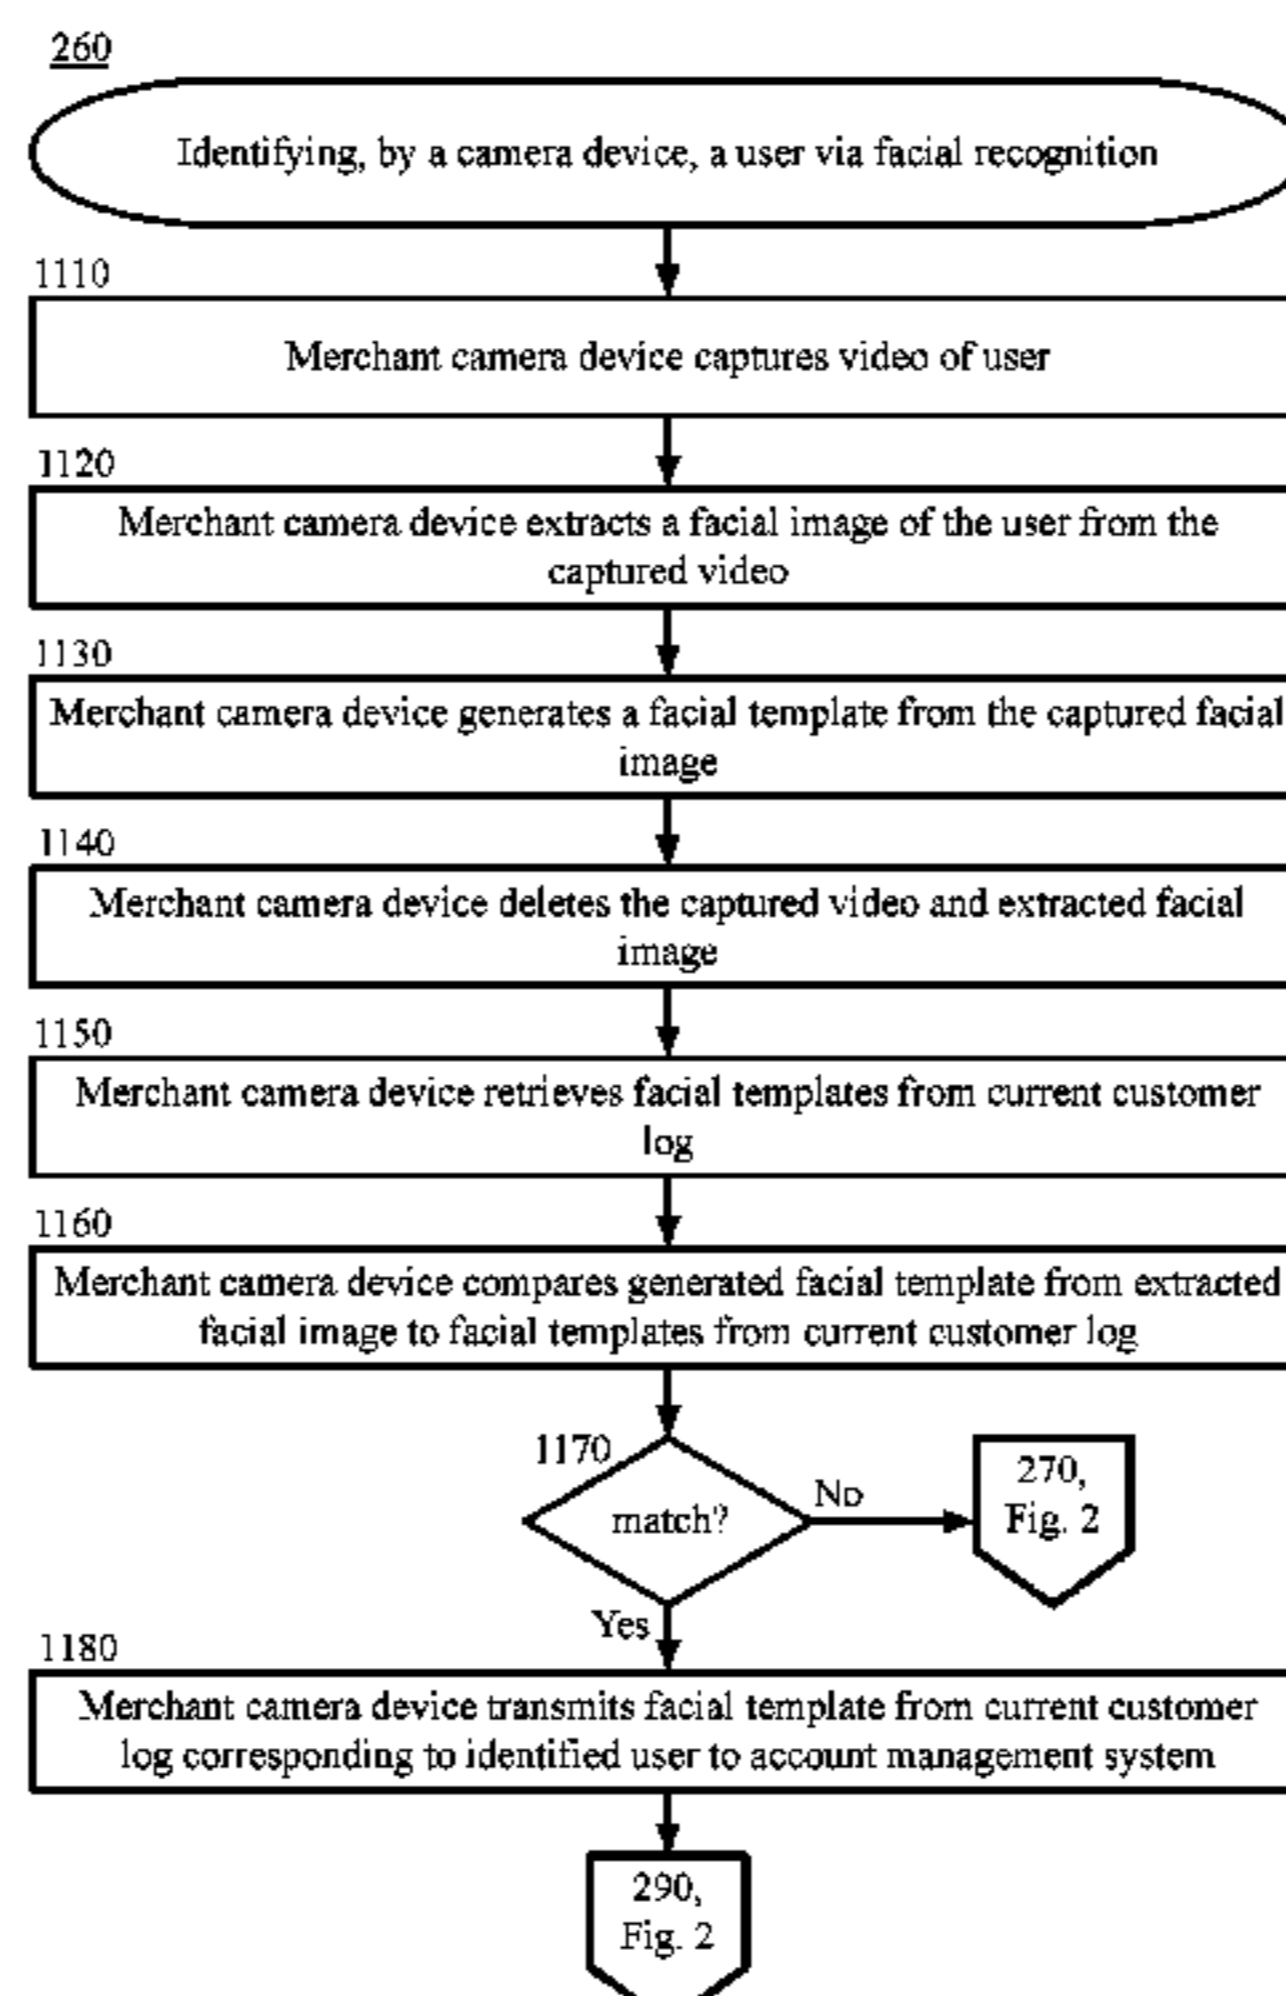 260
Identifying, by a camera device, a user via facial recognition
1110
Merchant camera device captures video of user
1120
Merchant camera device extracts a facial image of the user from the
captured video
1130
Merchant camera device generates a facial template from the captured facial
image
1140
Merchant camera device deletes the captured video and extracted facial
image
1150
Merchant camera device retrieves facial templates from current customer
log
1160
Merchant camera device compares generated facial template from extracted
facial image to facial templates from current customer log
1170
match?
No
270,
Fig. 2
Yes
1180
Merchant camera device transmits facial template from current customer
log corresponding to identified user to account management system
290,
Fig. 2